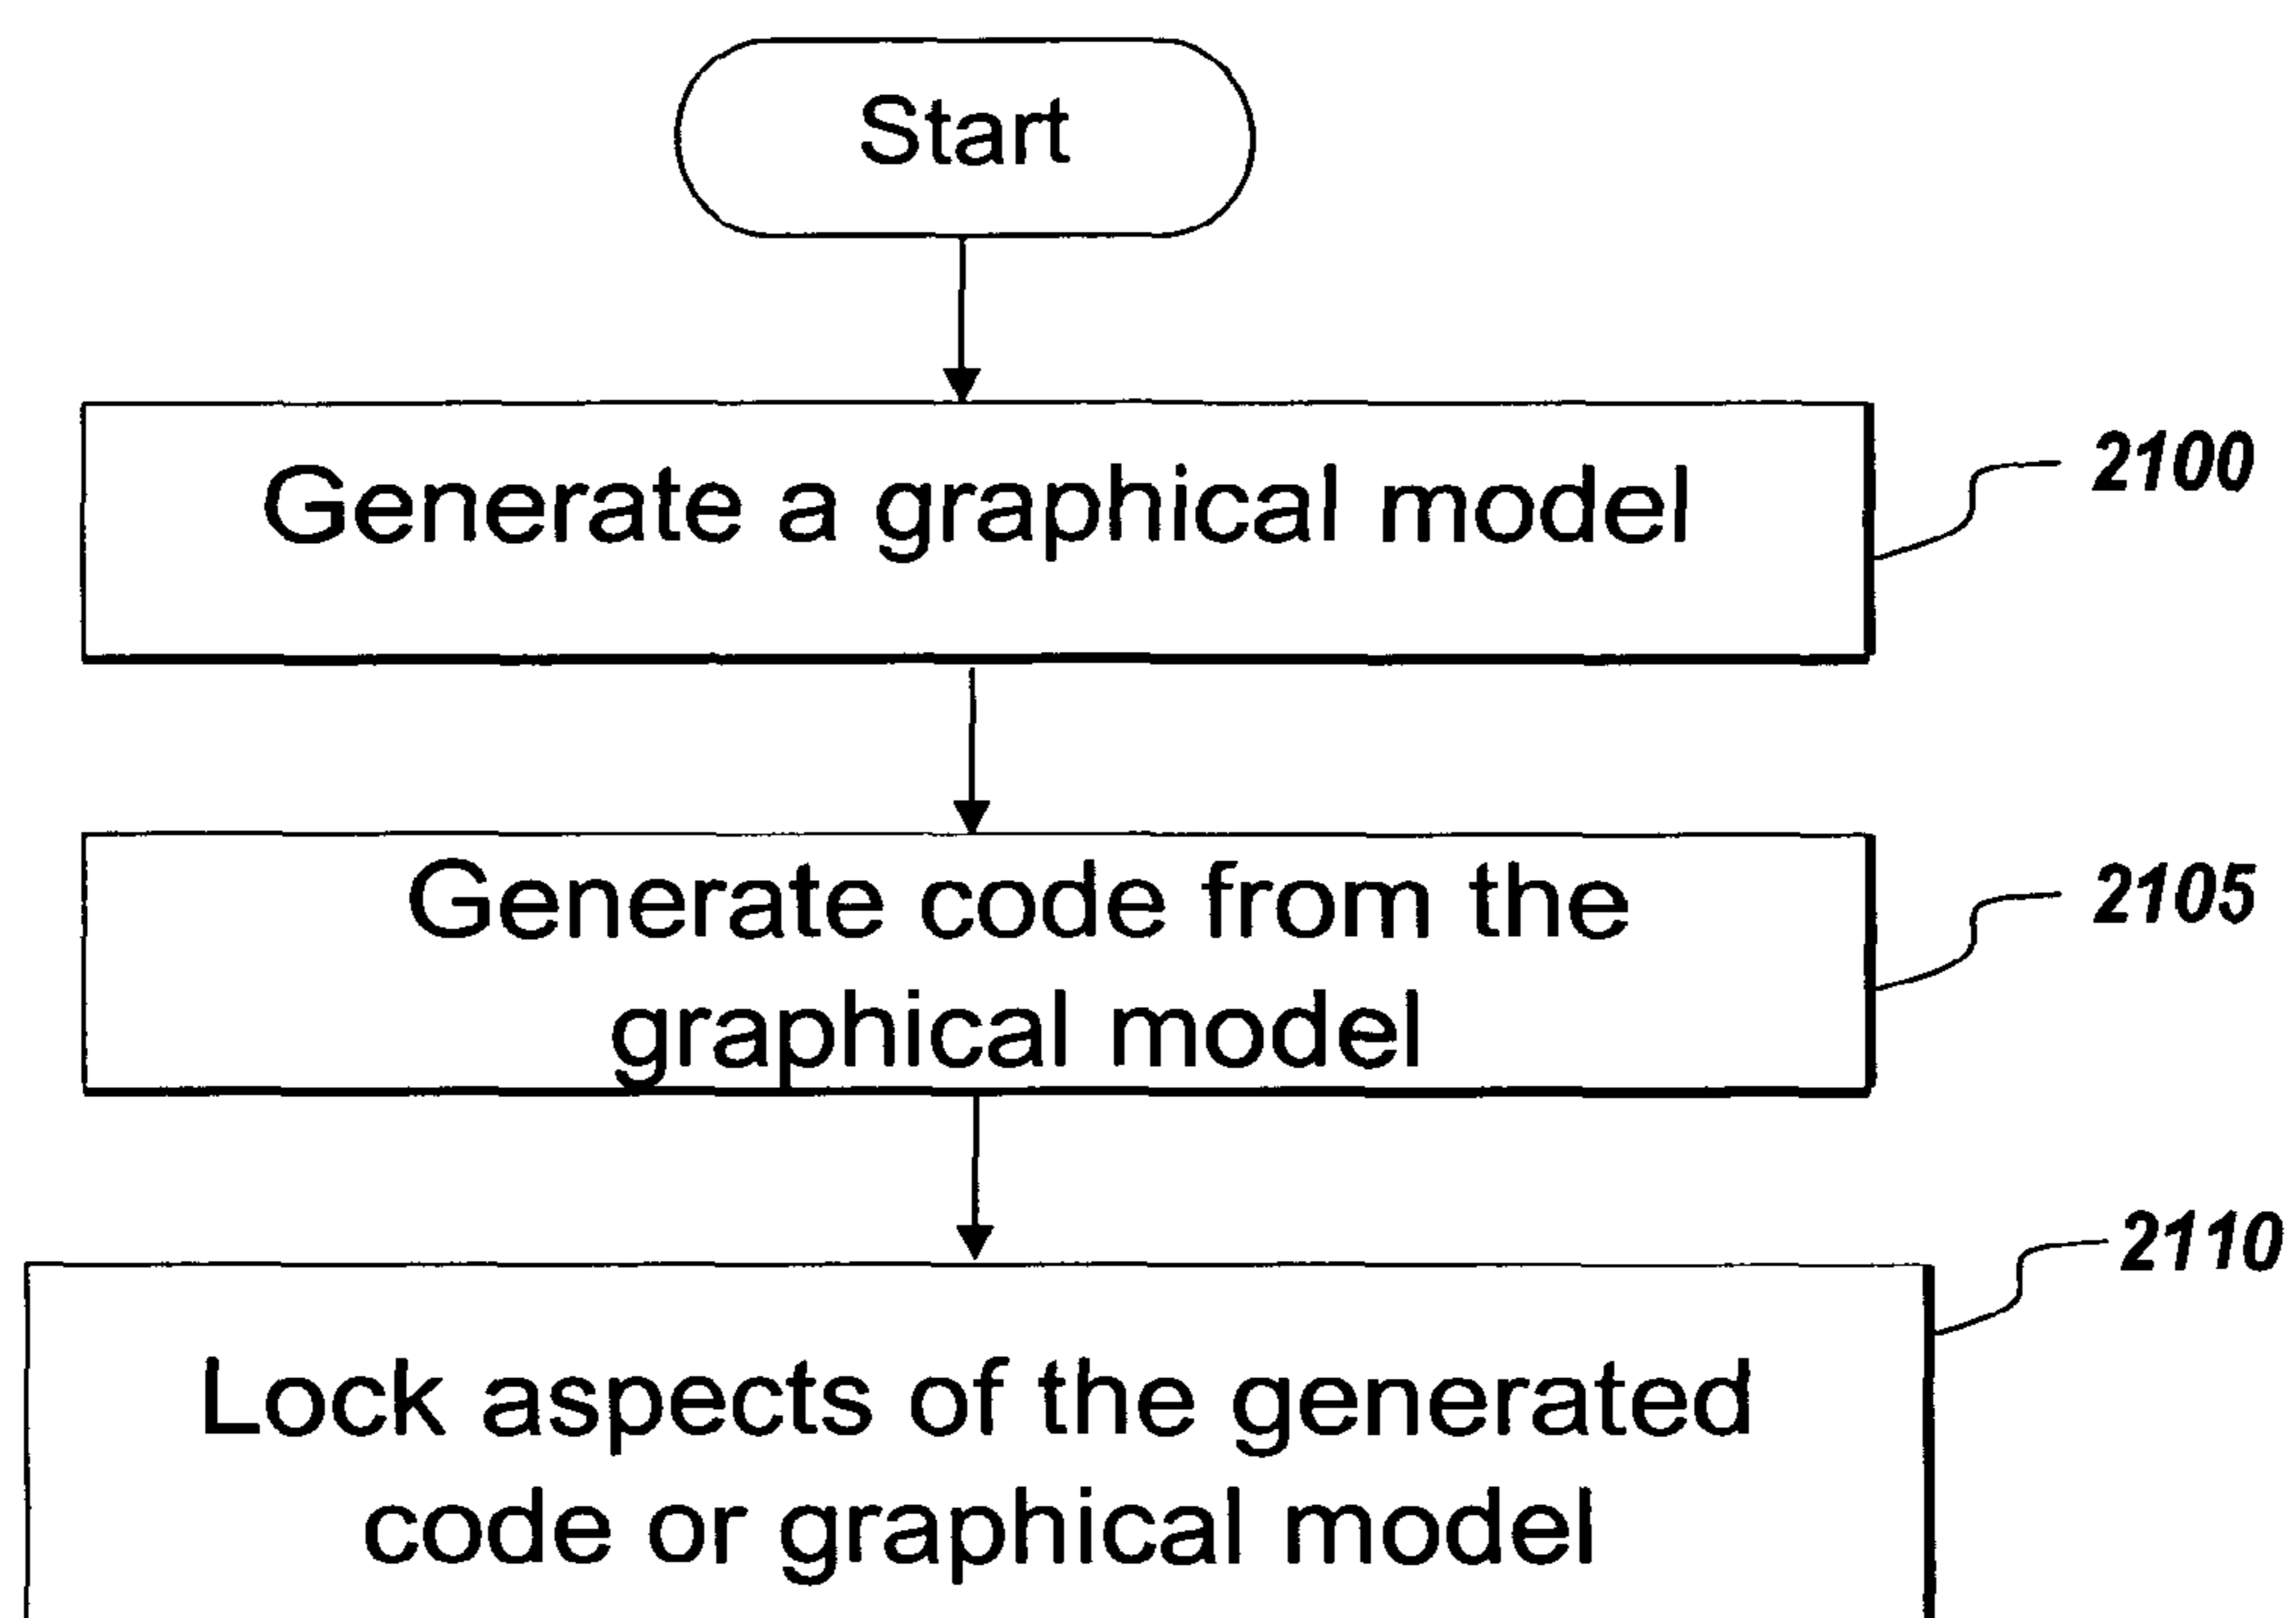 Start
Generate a graphical model
2100
Generate code from the
graphical model
2105
2110
Lock aspects of the generated
code or graphical model